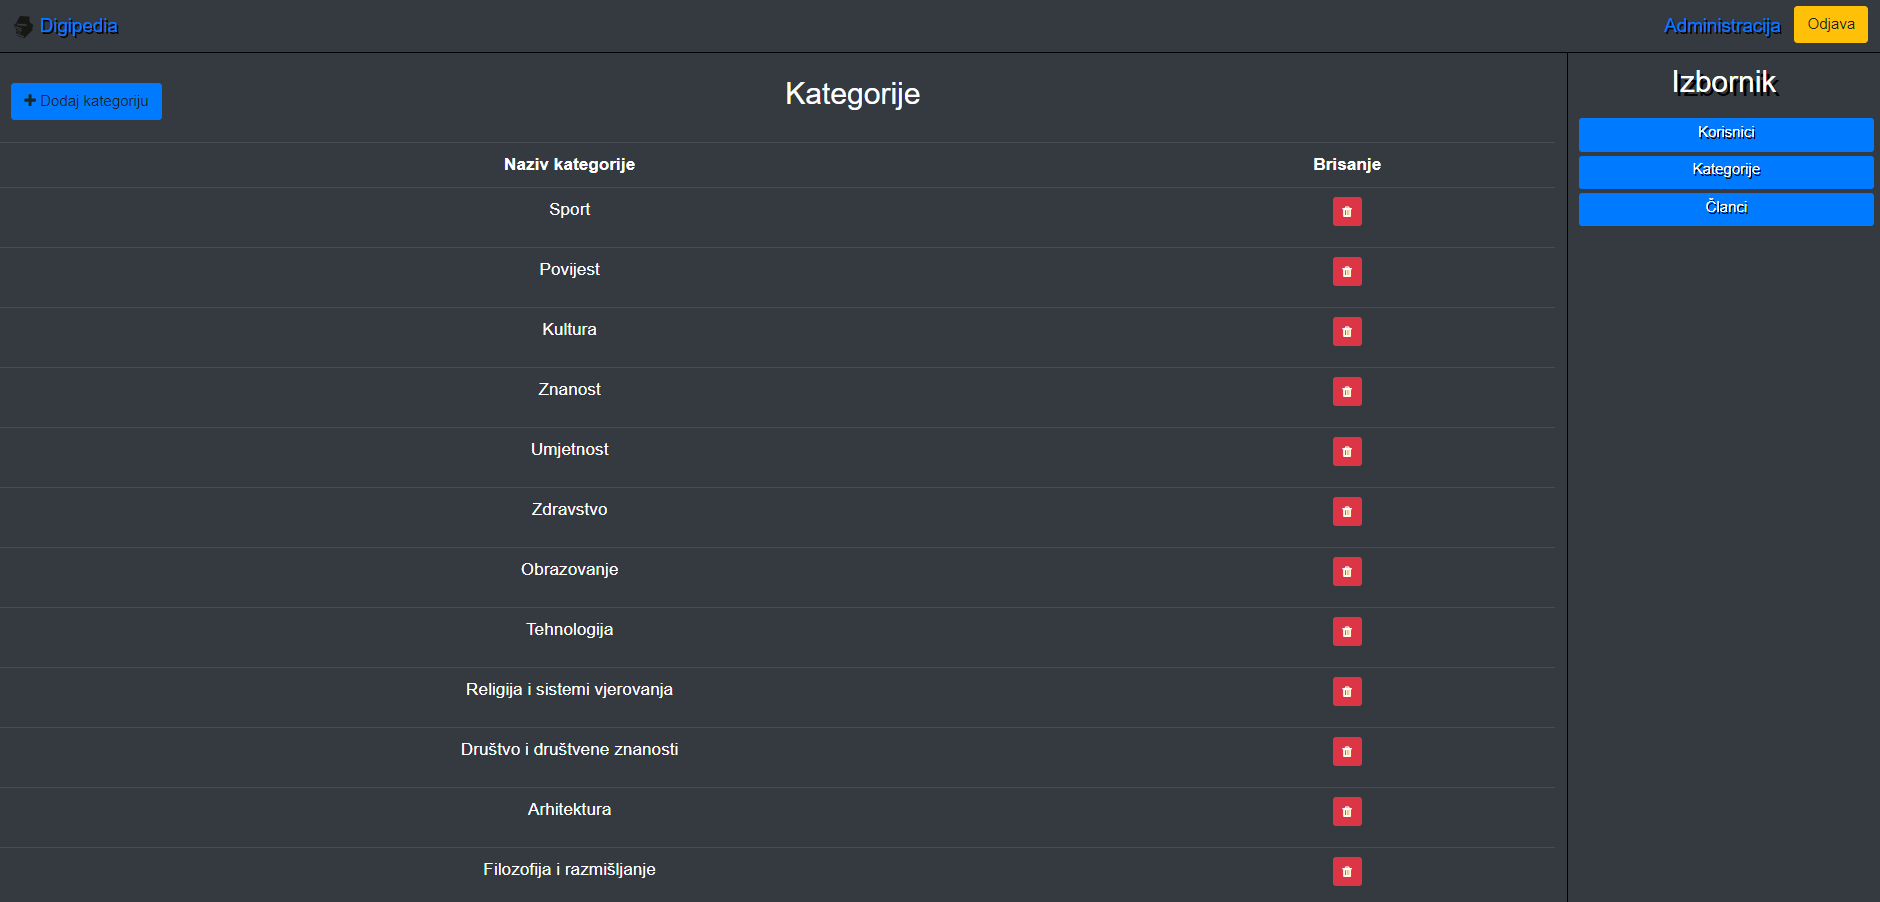 Digipedia
Administracija
Odjava
Dodaj kategoriju
Kategorije
Izbornik
Korisnici
Kategorije
Članci
Naziv kategorije Brisanje
Sport
Povijest
Kultura
Znanost
Umjetnost
Zdravstvo
Obrazovanje
Tehnologija
Religija i sistemi vjerovanja
Društvo i društvene znanosti
Arhitektura
Filozofija i razmišljanje